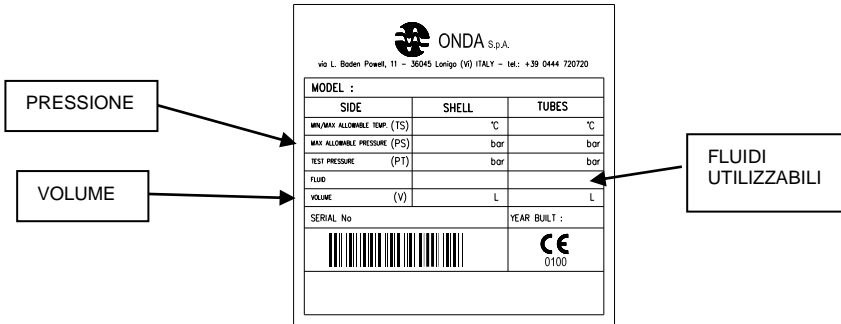 ONDA S.p.A.
via L. Baden Powell, 11 - 36045 Lonigo (Vi) ITALY - tel.: +39 0444 720720
PRESSIONE
MODEL :
SIDE SHELL TUBES
MIN/MAX ALLOWABLE TEMP. (TS) °C °C
MAX ALLOWABLE PRESSURE (PS) bar bar
TEST PRESSURE (PT) bar bar
FLUID
FLUIDI
UTILIZZABILI
VOLUME
VOLUME (V) L L
SERIAL No YEAR BUILT :
CE
0100